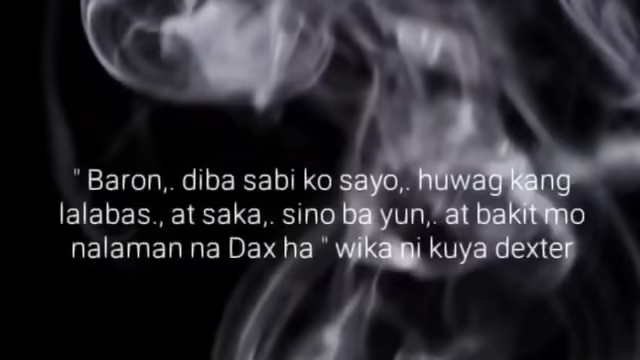 " Baron,. diba sabi ko sayo,. huwag kang
lalabas., at saka,. sino ba yun,. at bakit mo
nalaman na Dax ha " wika ni kuya dexter